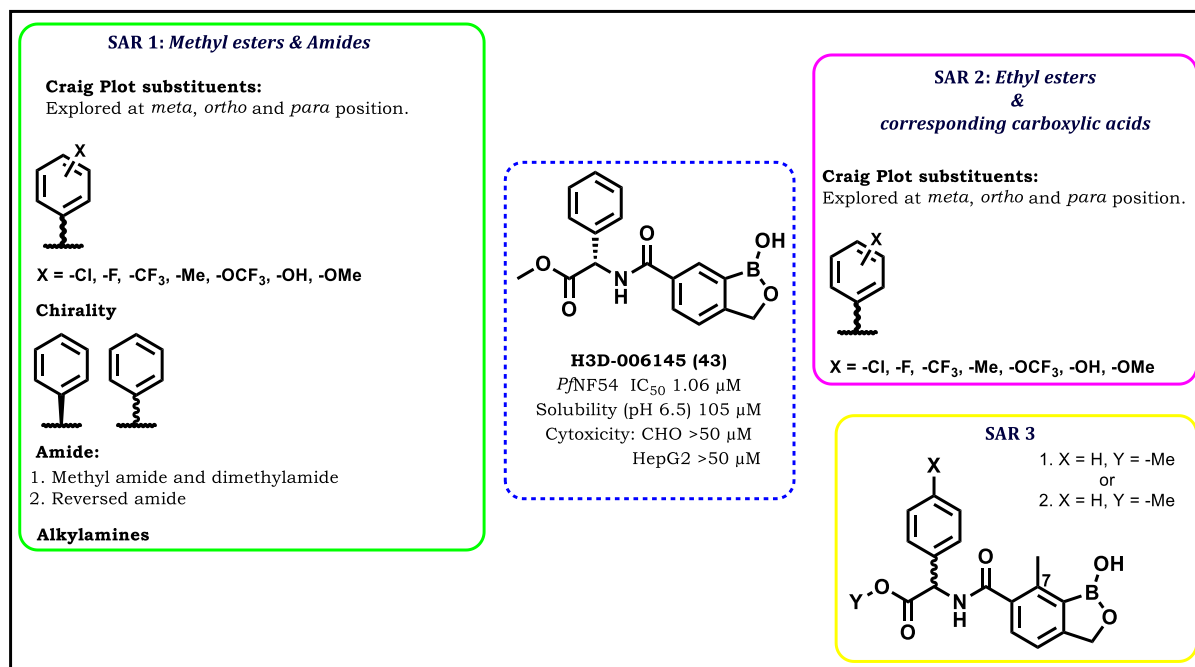 SAR 1: Methyl esters & Amides
Craig Plot substituents:
Explored at meta, ortho and para position.
X
X = -Cl, -F, -CF3, -Me, -OCF3, -OH, -OMe
Chirality
Amide:
1. Methyl amide and dimethylamide
2. Reversed amide
Alkylamines
O
OH
O
N
H
B
O
O
H3D-006145 (43)
PfNF54 IC50 1.06 µM
Solubility (pH 6.5) 105 µM
Cytoxicity: CHO >50 µM
HepG2 >50 µM
SAR 2: Ethyl esters
&
corresponding carboxylic acids
Craig Plot substituents:
Explored at meta, ortho and para position.
X
X = -Cl, -F, -CF3, -Me, -OCF3, -OH, -OMe
SAR 3
1. X = H, Y = -Me
or
2. X = H, Y = -Me
X
O
7
OH
Y
O
N
H
B
O
O